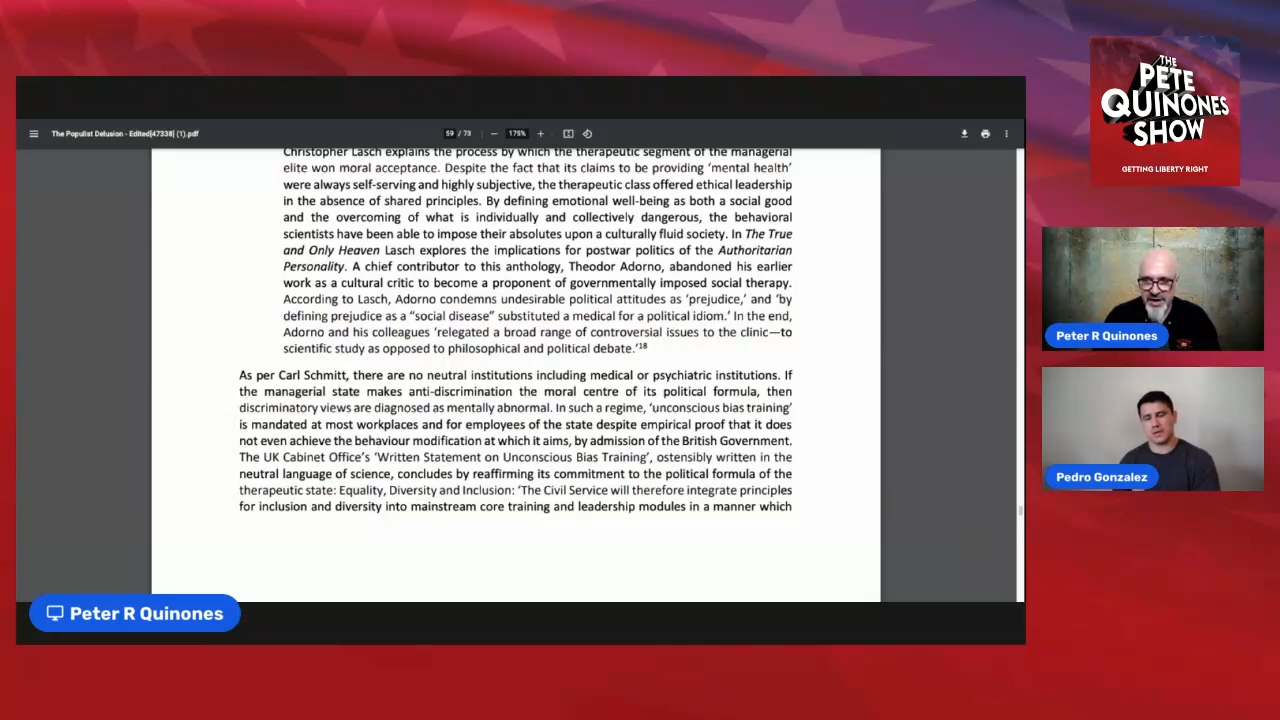 The Populist Delusion - Edited[47338] (1).pdf
59 / 73
175%
Christopher Lasch explains the process by which the therapeutic segment of the managerial
elite won moral acceptance. Despite the fact that its claims to be providing ‘mental health’
were always self-serving and highly subjective, the therapeutic class offered ethical leadership
in the absence of shared principles. By defining emotional well-being as both a social good
and the overcoming of what is individually and collectively dangerous, the behavioral
scientists have been able to impose their absolutes upon a culturally fluid society. In The True
and Only Heaven Lasch explores the implications for postwar politics of the Authoritarian
Personality. A chief contributor to this anthology, Theodor Adorno, abandoned his earlier
work as a cultural critic to become a proponent of governmentally imposed social therapy.
According to Lasch, Adorno condemns undesirable political attitudes as ‘prejudice,’ and ‘by
defining prejudice as a “social disease” substituted a medical for a political idiom.’ In the end,
Adorno and his colleagues ‘relegated a broad range of controversial issues to the clinic—to
scientific study as opposed to philosophical and political debate.’18
As per Carl Schmitt, there are no neutral institutions including medical or psychiatric institutions. If
the managerial state makes anti-discrimination the moral centre of its political formula, then
discriminatory views are diagnosed as mentally abnormal. In such a regime, ‘unconscious bias training’
is mandated at most workplaces and for employees of the state despite empirical proof that it does
not even achieve the behaviour modification at which it aims, by admission of the British Government.
The UK Cabinet Office’s ‘Written Statement on Unconscious Bias Training’, ostensibly written in the
neutral language of science, concludes by reaffirming its commitment to the political formula of the
therapeutic state: Equality, Diversity and Inclusion: ‘The Civil Service will therefore integrate principles
for inclusion and diversity into mainstream core training and leadership modules in a manner which
Peter R Quinones
THE
PETE
QUINONES
SHOW
GETTING LIBERTY RIGHT
Peter R Quinones
Pedro Gonzalez